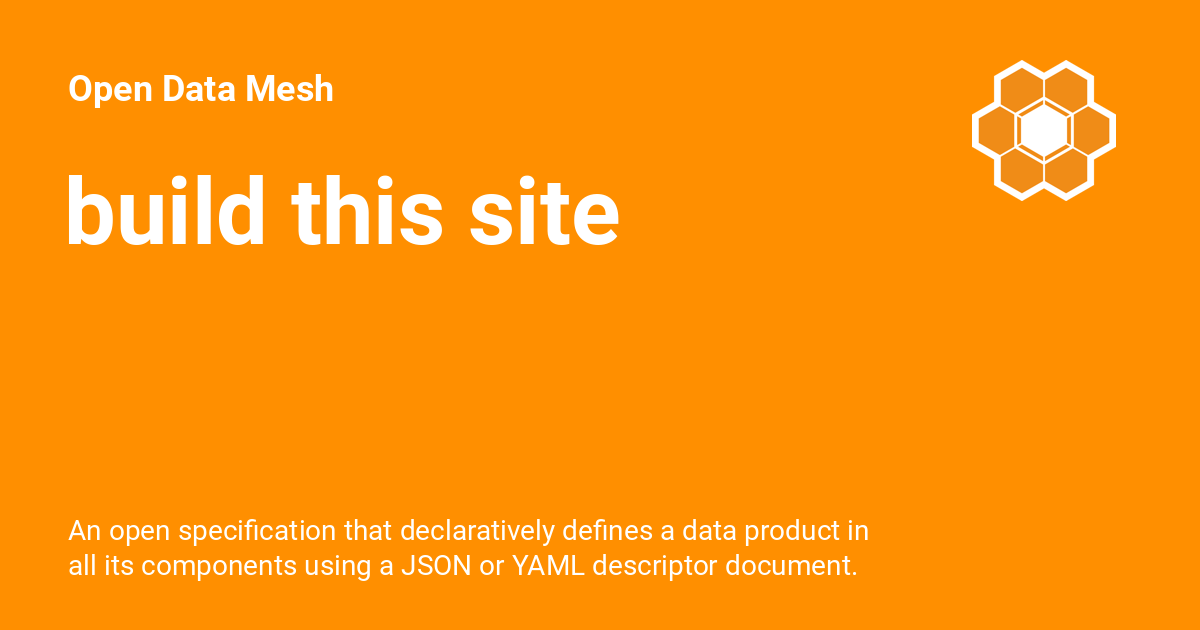 Open Data Mesh
build this site
An open specification that declaratively defines a data product in
all its components using a JSON or YAML descriptor document.